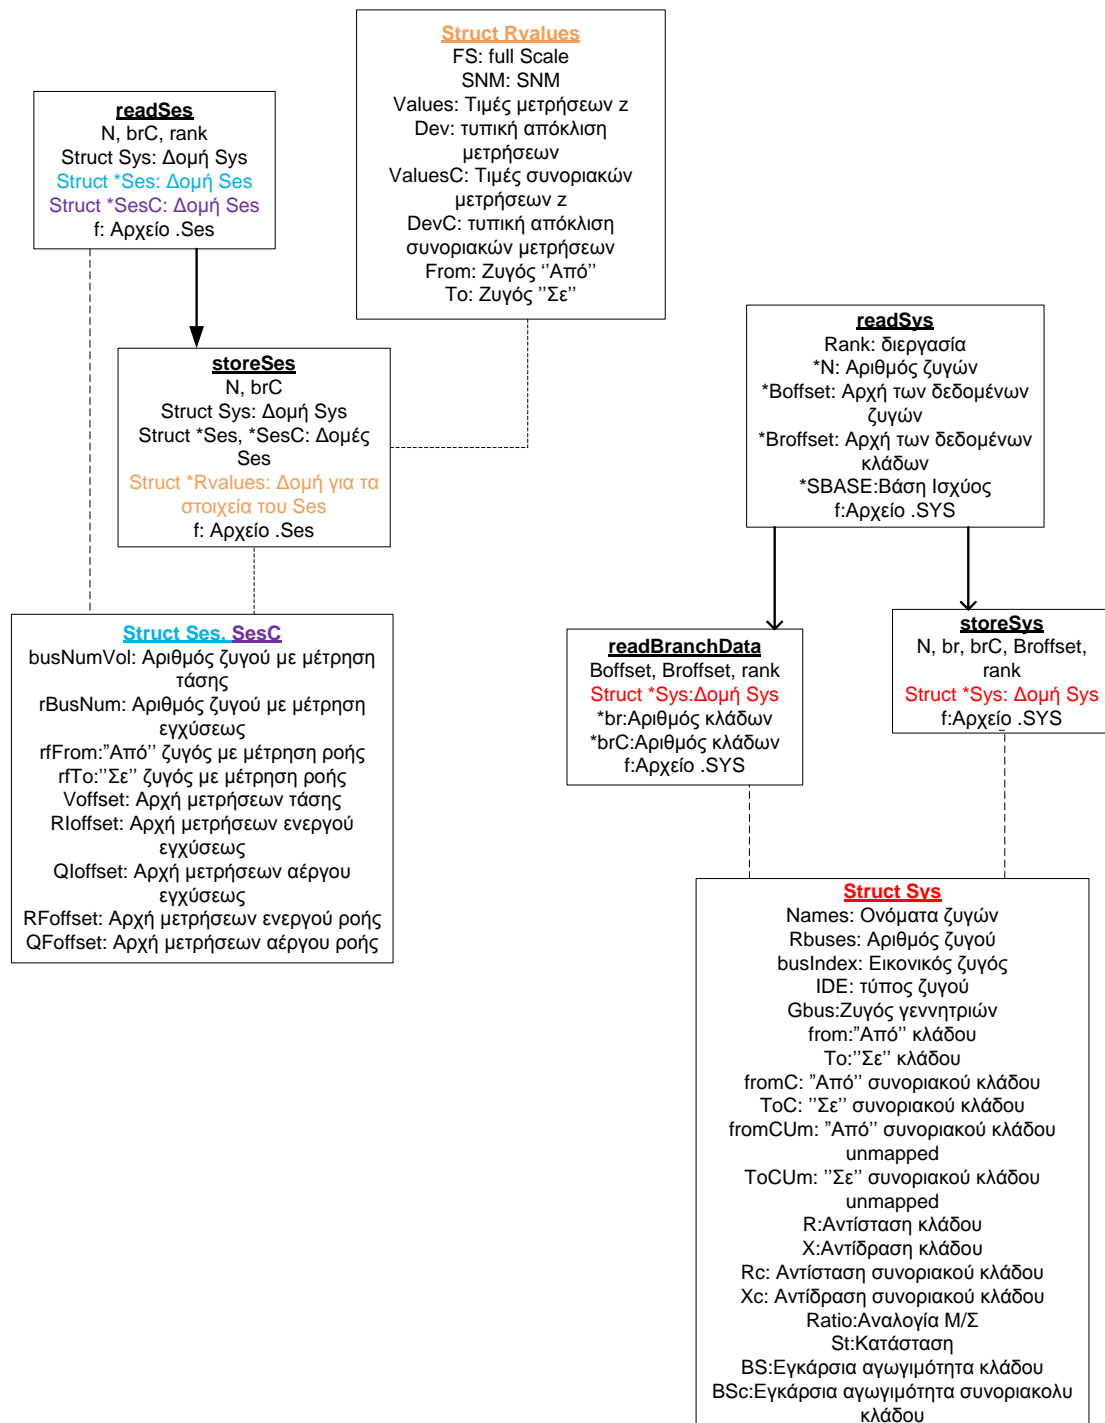 Struct Rvalues
FS: full Scale
SNM: SNM
Values: Τιμές μετρήσεων z
Dev: τυπική απόκλιση
μετρήσεων
ValuesC: Τιμές συνοριακών
μετρήσεων z
DevC: τυπική απόκλιση
συνοριακών μετρήσεων
From: Ζυγός ‘’Από’’
To: Ζυγός ’’Σε’’
readSes
N, brC, rank
Struct Sys: Δομή Sys
Struct *Ses: Δομή Ses
Struct *SesC: Δομή Ses
f: Αρχείο .Ses
storeSes
N, brC
Struct Sys: Δομή Sys
Struct *Ses, *SesC: Δομές
Ses
Struct *Rvalues: Δομή για τα
στοιχεία του Ses
f: Αρχείο .Ses
Struct Ses, SesC
busNumVol: Αριθμός ζυγού με μέτρηση
τάσης
rBusNum: Αριθμός ζυγού με μέτρηση
εγχύσεως
rfFrom:”Από’’ ζυγός με μέτρηση ροής
rfTo:’’Σε’’ ζυγός με μέτρηση ροής
Voffset: Αρχή μετρήσεων τάσης
RIoffset: Αρχή μετρήσεων ενεργού
εγχύσεως
QIoffset: Αρχή μετρήσεων αέργου
εγχύσεως
RFoffset: Αρχή μετρήσεων ενεργού ροής
QFoffset: Αρχή μετρήσεων αέργου ροής
readSys
Rank: διεργασία
*N: Αριθμός ζυγών
*Boffset: Αρχή των δεδομένων
ζυγών
*Broffset: Αρχή των δεδομένων
κλάδων
*SBASE:Βάση Ισχύος
f:Αρχείο .SYS
readBranchData
Boffset, Broffset, rank
Struct *Sys:Δομή Sys
*br:Αριθμός κλάδων
*brC:Αριθμός κλάδων
f:Αρχείο .SYS
storeSys
N, br, brC, Broffset,
rank
Struct *Sys: Δομή Sys
f:Αρχείο .SYS
Struct Sys
Names: Ονόματα ζυγών
Rbuses: Αριθμός ζυγού
busIndex: Εικονικός ζυγός
IDE: τύπος ζυγού
Gbus:Ζυγός γεννητριών
from:”Από’’ κλάδου
To:’’Σε’’ κλάδου
fromC: ”Από’’ συνοριακού κλάδου
ToC: ’’Σε’’ συνοριακού κλάδου
fromCUm: ”Από’’ συνοριακού κλάδου
unmapped
ToCUm: ’’Σε’’ συνοριακού κλάδου
unmapped
R:Αντίσταση κλάδου
X:Αντίδραση κλάδου
Rc: Αντίσταση συνοριακού κλάδου
Xc: Αντίδραση συνοριακού κλάδου
Ratio:Αναλογία Μ/Σ
St:Κατάσταση
BS:Εγκάρσια αγωγιμότητα κλάδου
BSc:Εγκάρσια αγωγιμότητα συνοριακολυ
κλάδου